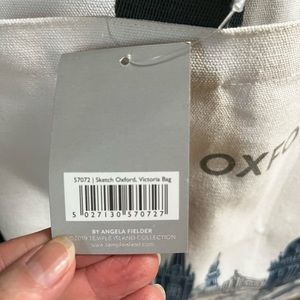 57072 | Sketch Oxford, Victoria Bag
5 027130 570727
BY ANGELA FIELDER
©2019 TEMPLE ISLAND COLLECTION
www.templeisland.com
OXFO